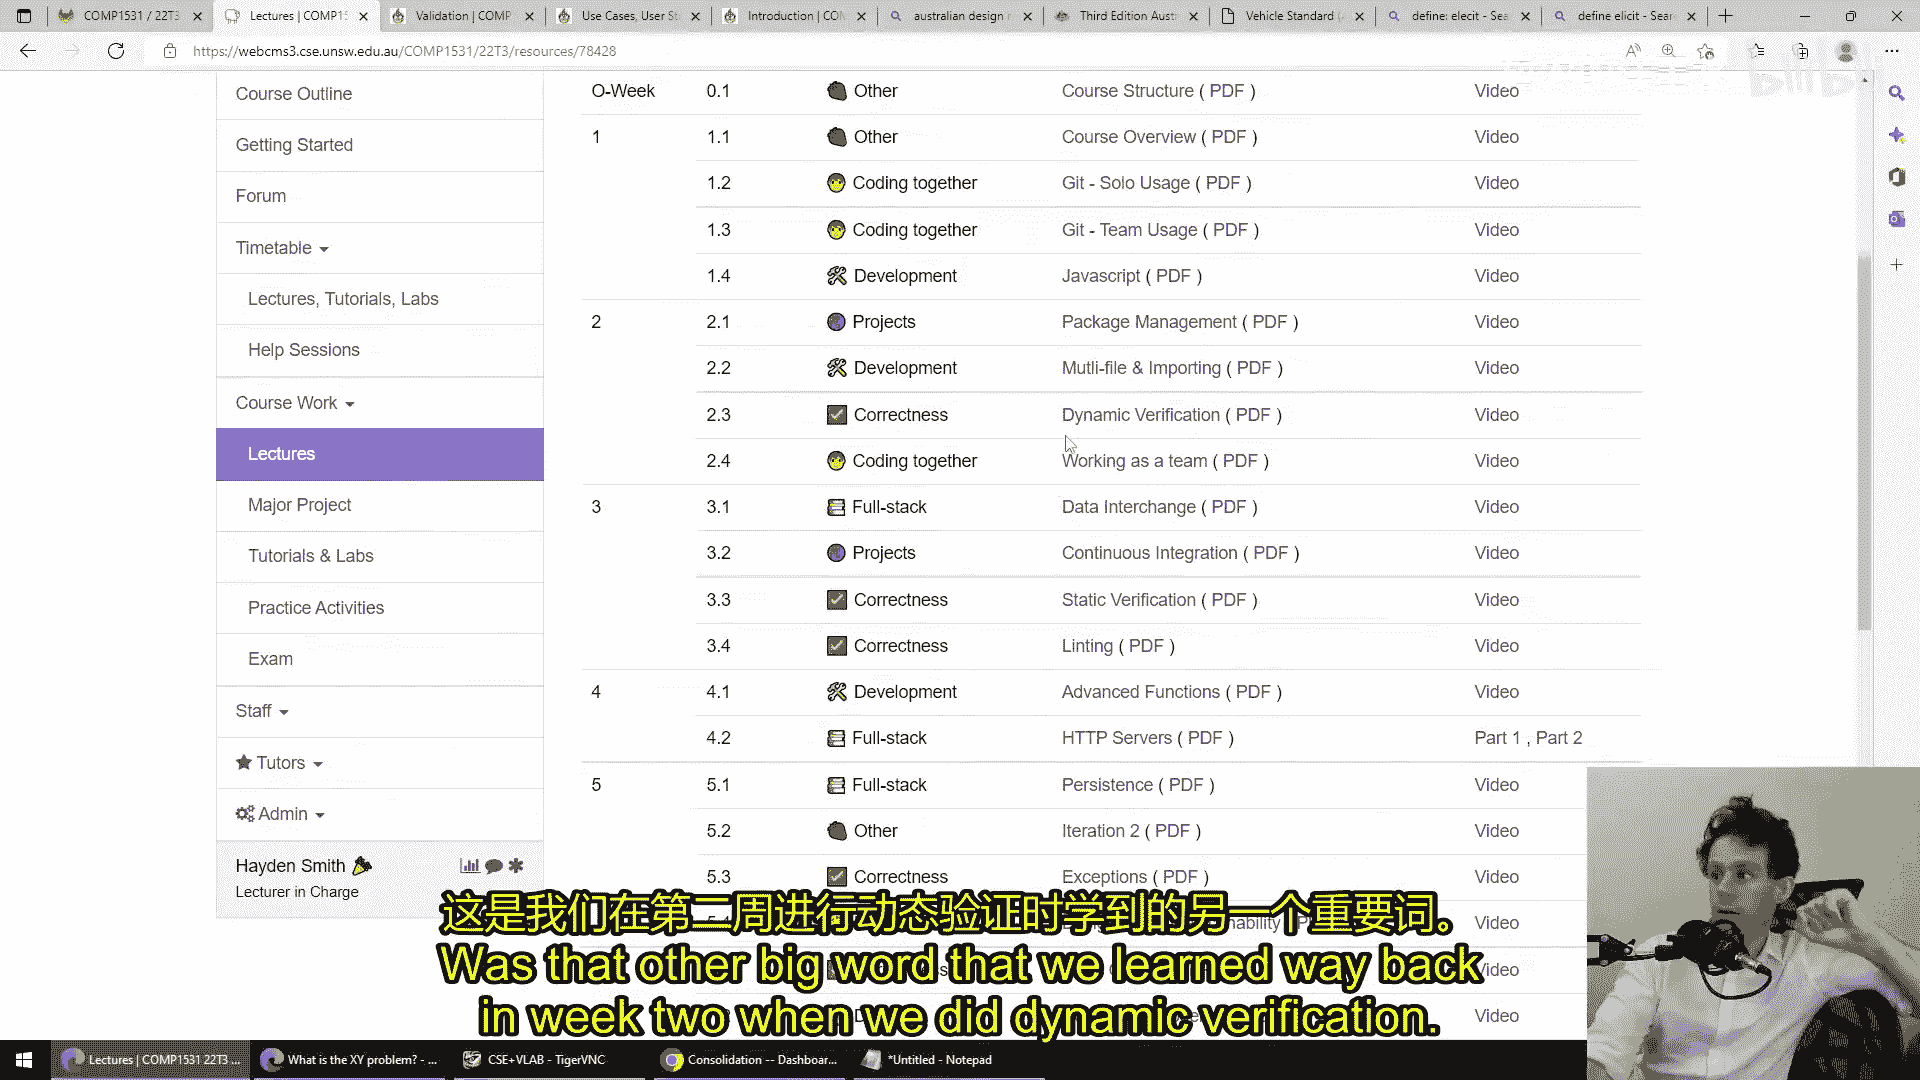 COMP1531 / 22T3
Lectures | COMP15
Validation | COMP
Use Cases, User St
Introduction | CO
australian design r
Third Edition Aust
Vehicle Standard (
define: elecit - Sea
define elicit - Sear
https://webcms3.cse.unsw.edu.au/COMP1531/22T3/resources/78428
Course Outline
Getting Started
Forum
Timetable
Lectures, Tutorials, Labs
Help Sessions
Course Work
Lectures
Major Project
Tutorials & Labs
Practice Activities
Exam
Staff
Tutors
Admin
Hayden Smith
Lecturer in Charge
O-Week 0.1 Other Course Structure ( PDF ) Video
1 1.1 Other Course Overview ( PDF ) Video
1.2 Coding together Git - Solo Usage ( PDF ) Video
1.3 Coding together Git - Team Usage ( PDF ) Video
1.4 Development Javascript ( PDF ) Video
2 2.1 Projects Package Management ( PDF ) Video
2.2 Development Mutli-file & Importing ( PDF ) Video
2.3 Correctness Dynamic Verification ( PDF ) Video
2.4 Coding together Working as a team ( PDF ) Video
3 3.1 Full-stack Data Interchange ( PDF ) Video
3.2 Projects Continuous Integration ( PDF ) Video
3.3 Correctness Static Verification ( PDF ) Video
3.4 Correctness Linting ( PDF ) Video
4 4.1 Development Advanced Functions ( PDF ) Video
4.2 Full-stack HTTP Servers ( PDF ) Part 1 , Part 2
5 5.1 Full-stack Persistence ( PDF ) Video
5.2 Other Iteration 2 ( PDF ) Video
5.3 Correctness Exceptions ( PDF ) Video
Video
Video
Video
这是我们在第二周进行动态验证时学到的另一个重要词。
Was that other big word that we learned way back
in week two when we did dynamic verification.
Lectures | COMP1531 22T3 ...
What is the XY problem? - ...
CSE+VLAB - TigerVNC
Consolidation -- Dashboar...
*Untitled - Notepad